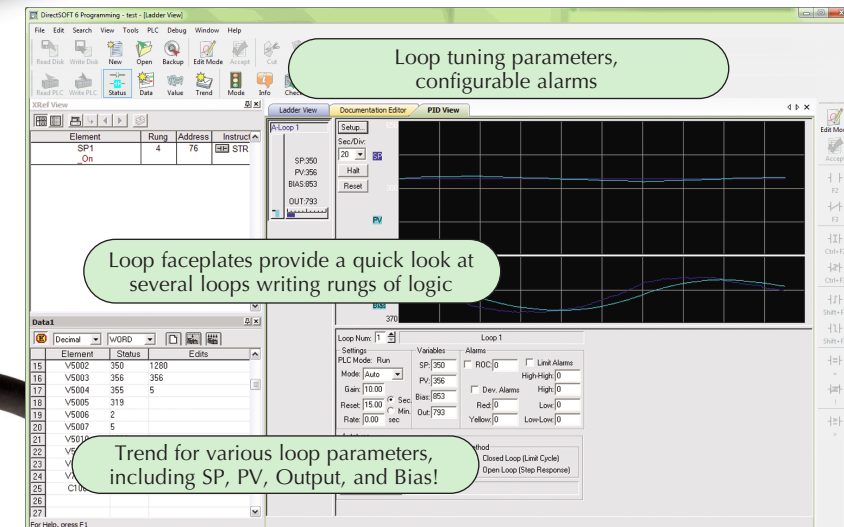 DirectSOFT 6 Programming - test - [Ladder View]
File Edit Search View Tools PLC Debug Window Help
Read Disk Write Disk New Open Backup Edit Mode Accept Cut
Loop tuning parameters,
configurable alarms
Read PLC Write PLC Status Data Value Trend Mode Info
XRef View
Ladder View Documentation Editor PID View
Element Rung Address Instruct
SP1 4 76 STR
_On
A-Loop 1
SP:350
PV:356
BIAS:853
OUT:793
Setup...
Sec/Div:
20 SP
Halt
Reset
PV
Edit Mod
Accept
F2
F3
Loop faceplates provide a quick look at
several loops writing rungs of logic
Bias
370
Data1
Decimal WORD
Element Status Edits
15 V5002 350 1280
16 V5003 356 356
17 V5004 355 5
18 V5005 319
19 V5006 2
20 V5007 5
21
22
23
24
25
26
27
Loop Num: 1 Loop 1
Settings Variables Alarms
PLC Mode: Run SP: 350 ROC: 0 Limit Alarms
Mode: Auto PV: 356 High-High: 0
Gain: 10.00 Bias: 853 Dev. Alarms High: 0
Reset: 15.00 Sec. Min. Out: 793 Red: 0 Low: 0
Rate: 0.00 sec Yellow: 0 Low-Low: 0
Closed Loop (Limit Cycle)
Open Loop (Step Response)
Trend for various loop parameters,
including SP, PV, Output, and Bias!
For Help, press F1